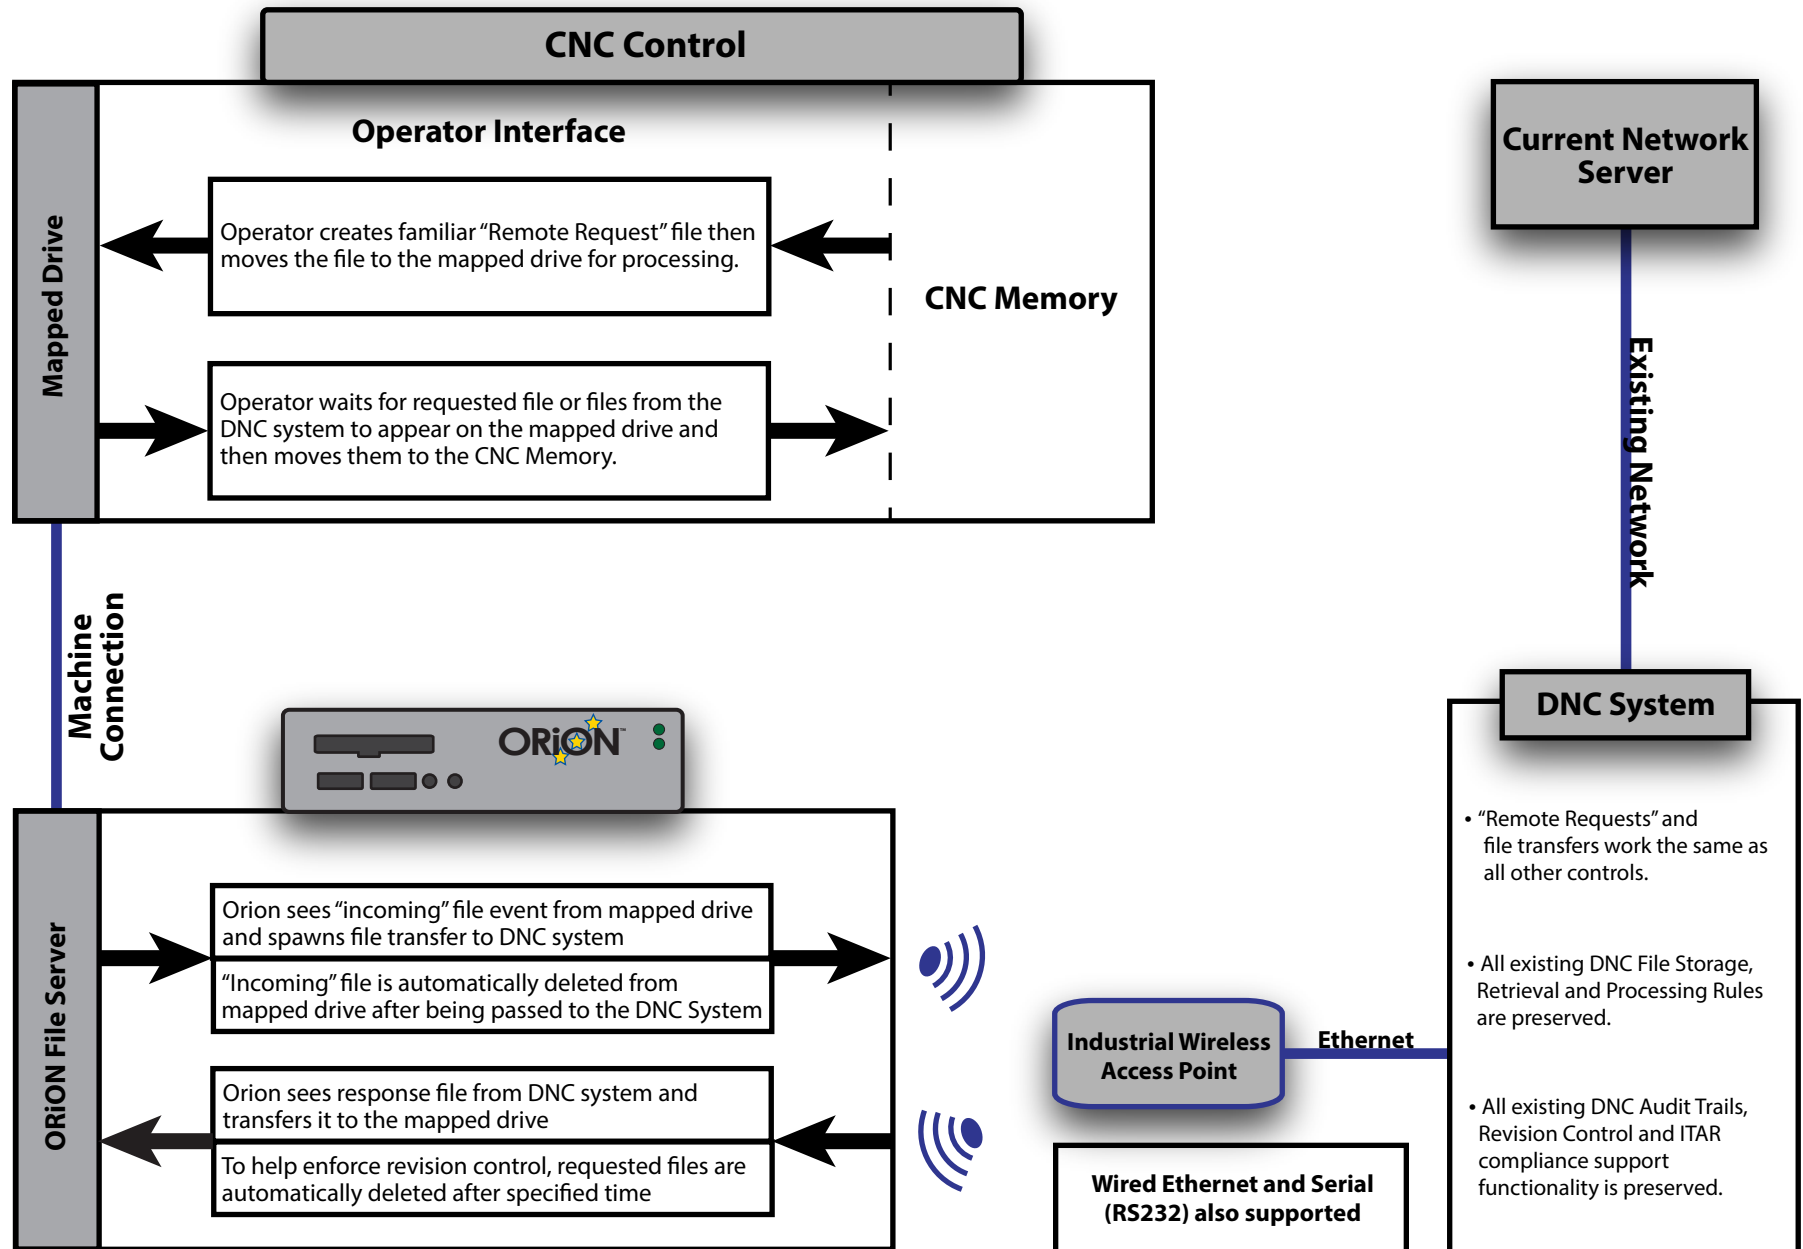 CNC Control
Operator Interface
Mapped Drive
Operator creates familiar “Remote Request” file then
moves the file to the mapped drive for processing.
CNC Memory
Operator waits for requested file or files from the
DNC system to appear on the mapped drive and
then moves them to the CNC Memory.
Current Network
Server
Existing Network
Machine
Connection
ORiON™
ORiON File Server
Orion sees “incoming” file event from mapped drive
and spawns file transfer to DNC system
“Incoming” file is automatically deleted from
mapped drive after being passed to the DNC System
Orion sees response file from DNC system and
transfers it to the mapped drive
To help enforce revision control, requested files are
automatically deleted after specified time
Industrial Wireless
Access Point
Ethernet
Wired Ethernet and Serial
(RS232) also supported
DNC System
• “Remote Requests” and
file transfers work the same as
all other controls.
• All existing DNC File Storage,
Retrieval and Processing Rules
are preserved.
• All existing DNC Audit Trails,
Revision Control and ITAR
compliance support
functionality is preserved.